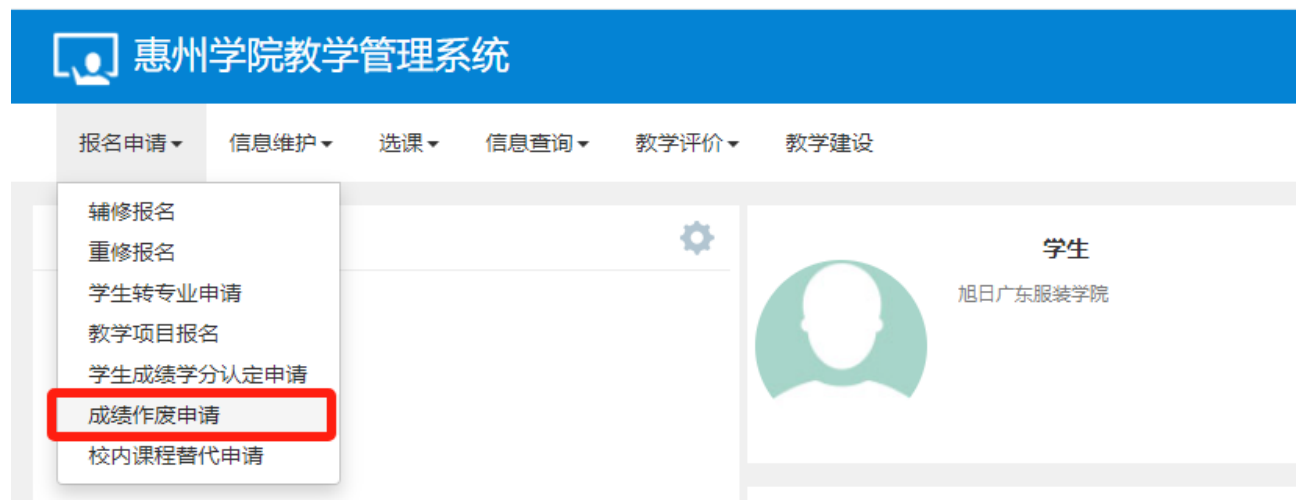 惠州学院教学管理系统
报名申请 信息维护 选课 信息查询 教学评价 教学建设
辅修报名
重修报名
学生转专业申请
教学项目报名
学生成绩学分认定申请
成绩作废申请
校内课程替代申请
学生
旭日广东服装学院